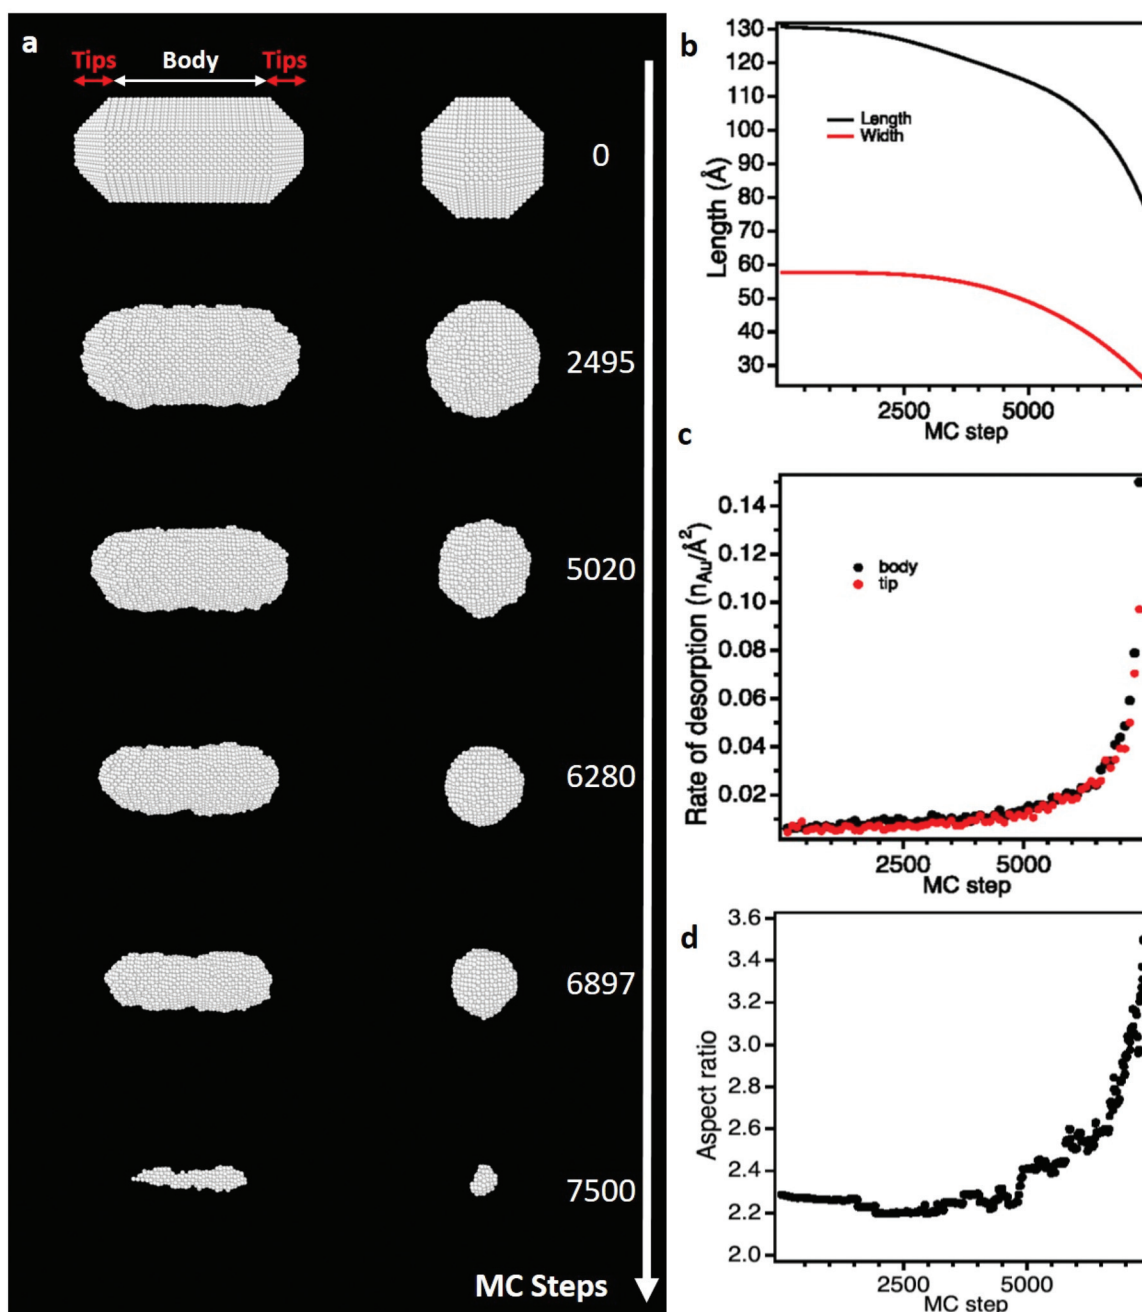 a
Tips Body Tips
0
2495
5020
6280
6897
7500
MC Steps
b
130
120
110
100
90
80
70
60
50
40
30
Length (Å)
Length
Width
2500 5000
MC step
c
0.14
0.12
0.10
0.08
0.06
0.04
0.02
Rate of desorption (nAu/Å²)
body
tip
2500 5000
MC step
d
3.6
3.4
3.2
3.0
2.8
2.6
2.4
2.2
2.0
Aspect ratio
2500 5000
MC step